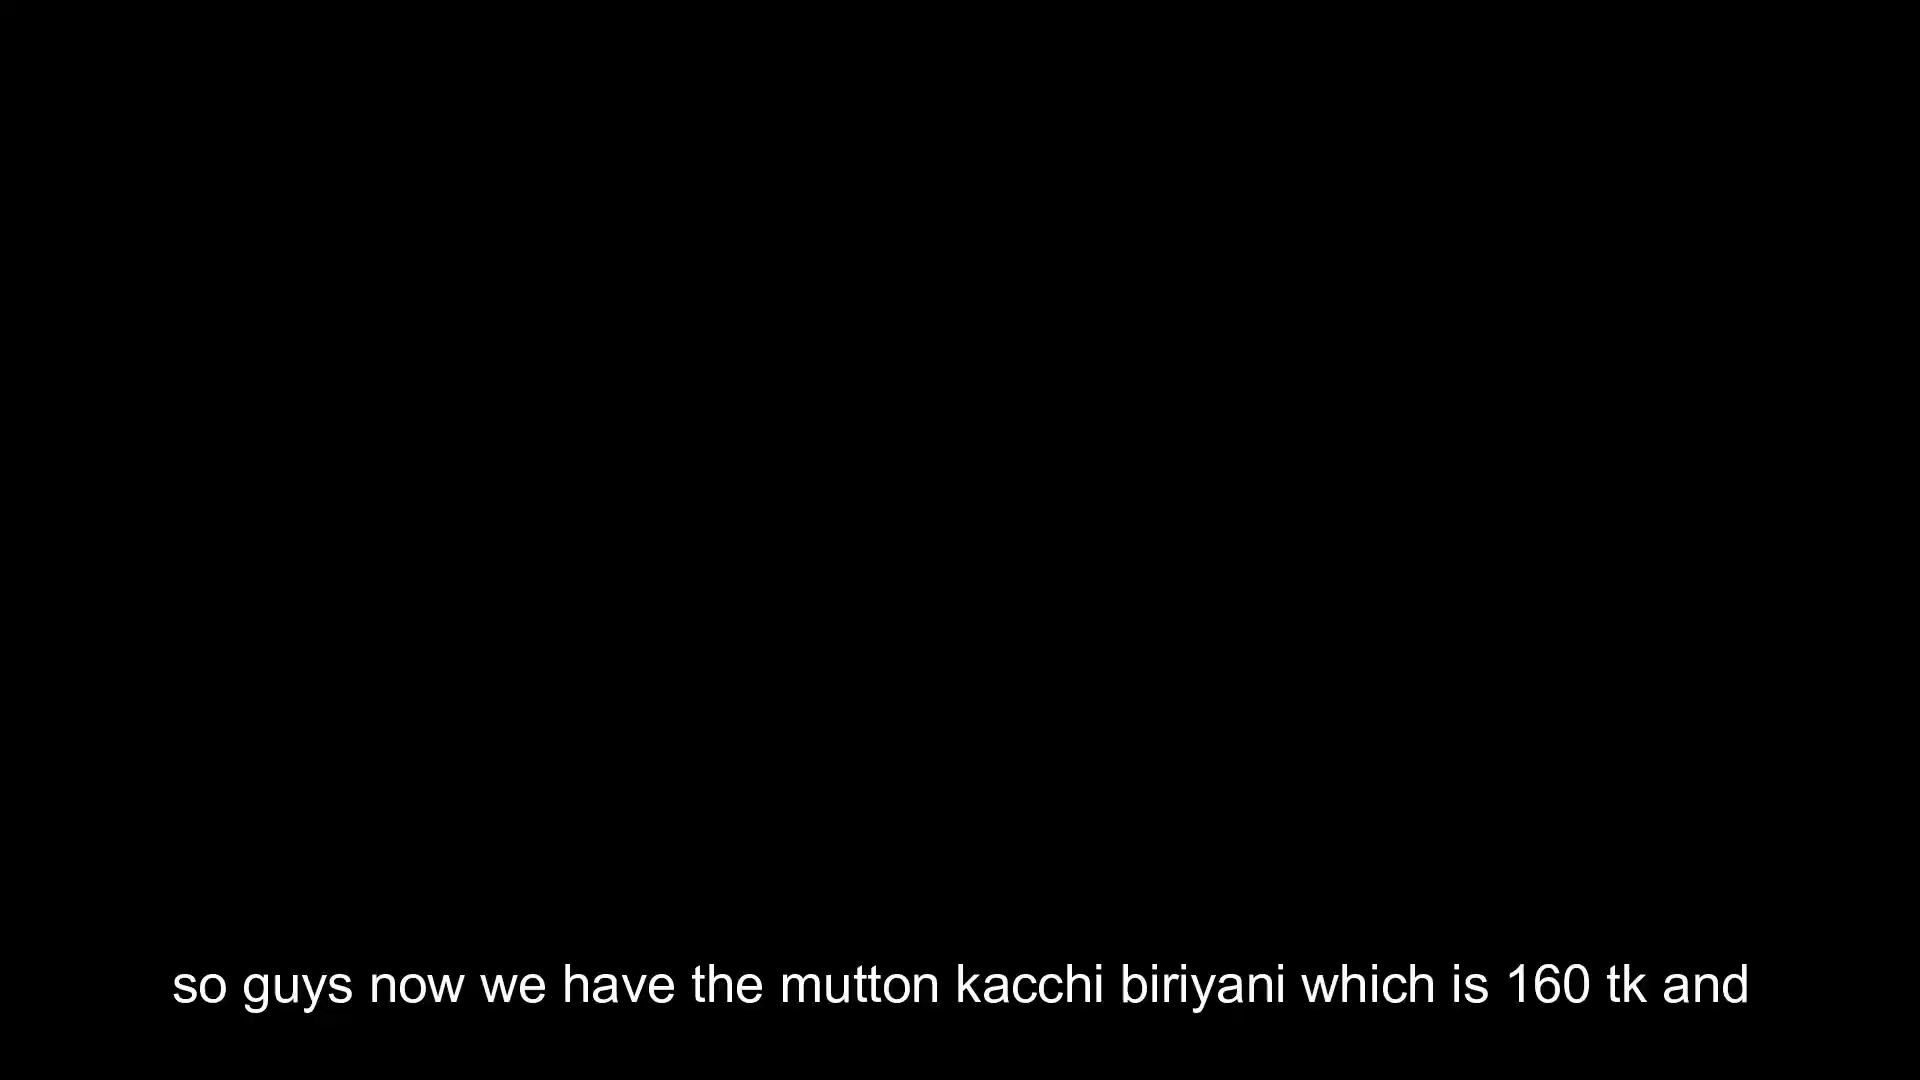 so guys now we have the mutton kacchi biriyani which is 160 tk and